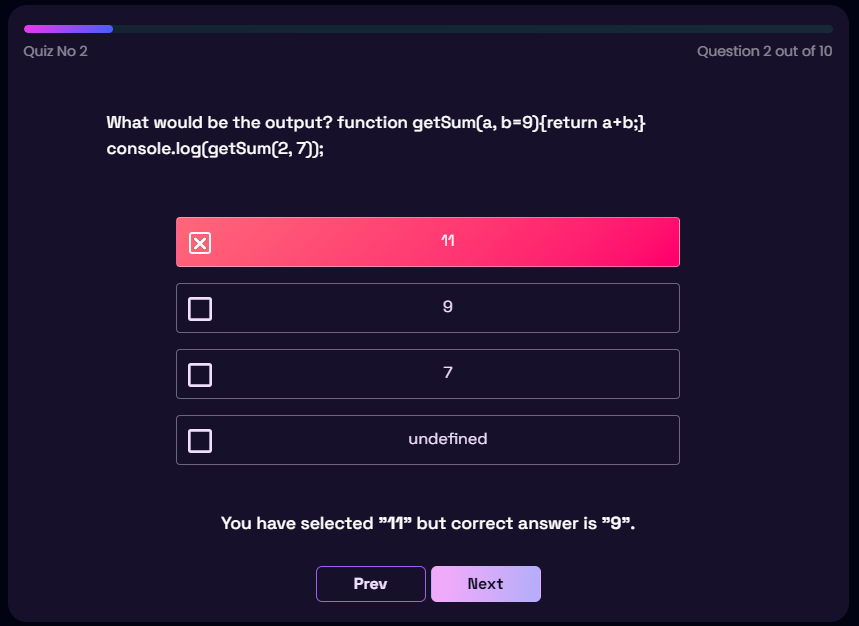 Quiz No 2
Question 2 out of 10
What would be the output? function getSum(a, b=9){return a+b;}
console.log(getSum(2, 7));
11
9
7
undefined
You have selected ”11” but correct answer is ”9”.
Prev
Next